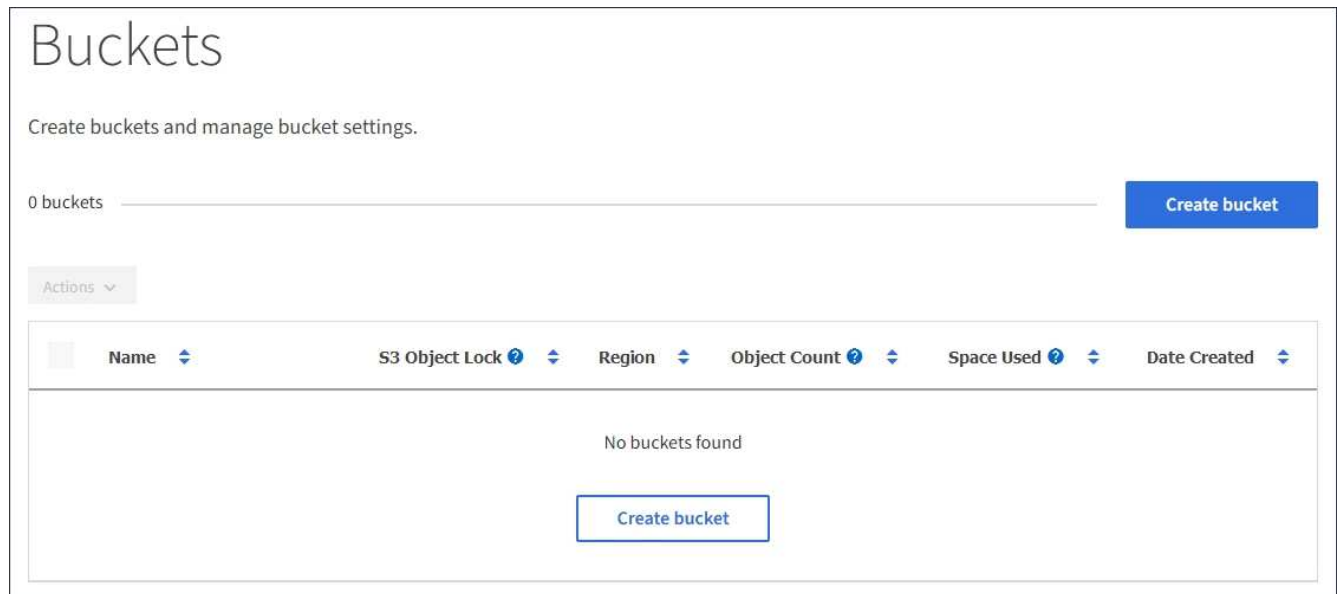 Buckets
Create buckets and manage bucket settings.
0 buckets
Create bucket
Actions
Name S3 Object Lock ? Region Object Count ? Space Used ? Date Created
No buckets found
Create bucket